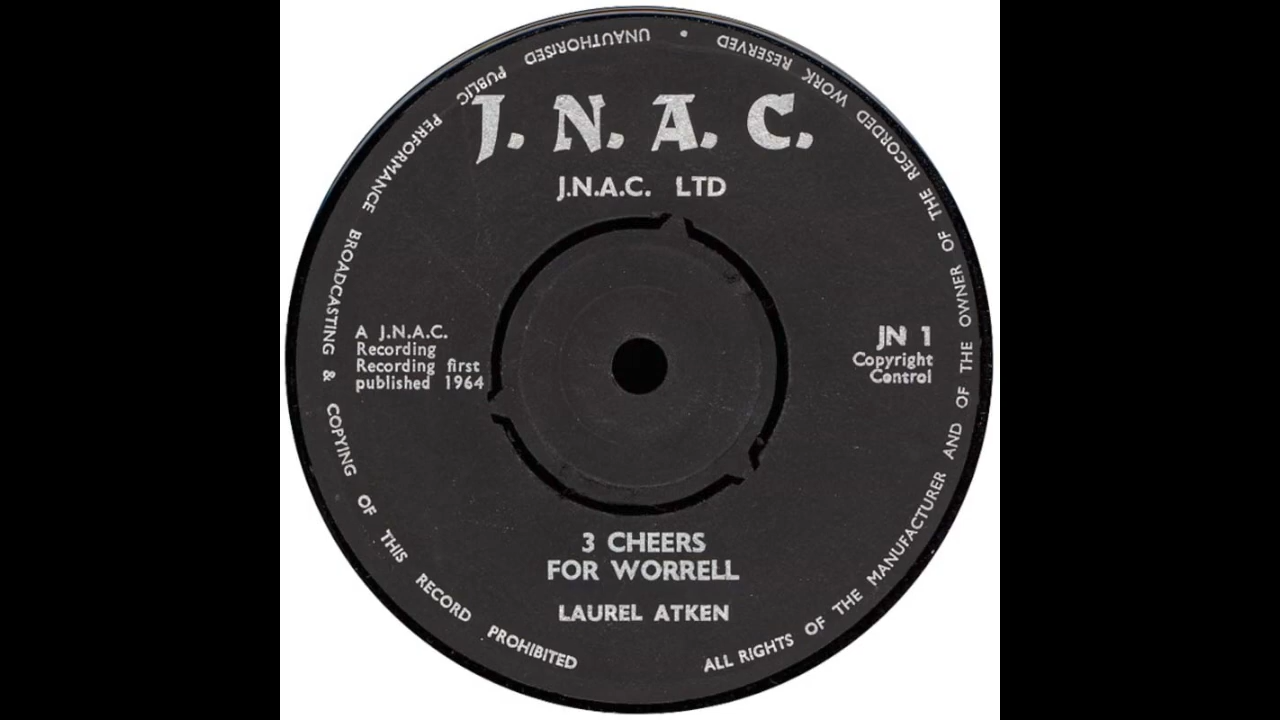 ALL RIGHTS OF THE MANUFACTURER AND OF THE OWNER OF THE RECORDED WORK RESERVED • UNAUTHORISED PUBLIC PERFORMANCE BROADCASTING & COPYING OF THIS RECORD PROHIBITED
J. N. A. C.
J.N.A.C. LTD
A J.N.A.C.
Recording
Recording first
published 1964
JN 1
Copyright
Control
3 CHEERS
FOR WORRELL
LAUREL ATKEN